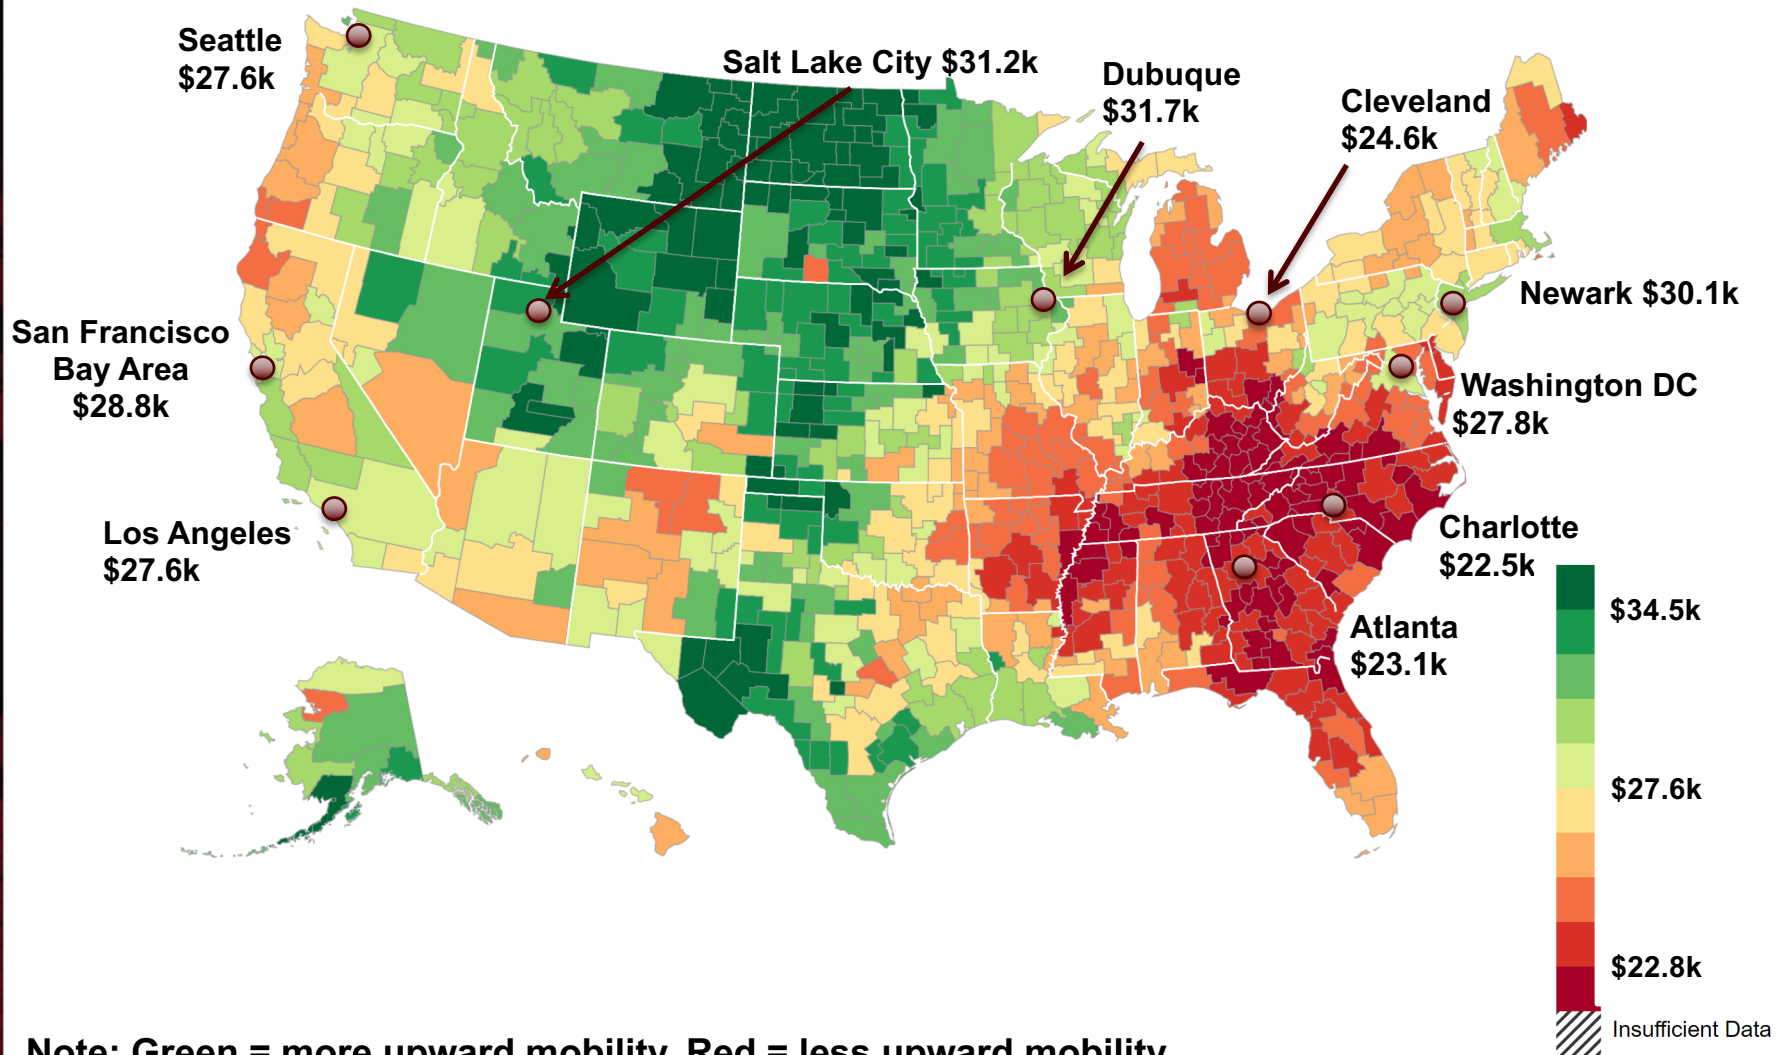 Seattle
$27.6k
Salt Lake City $31.2k
Dubuque
$31.7k
Cleveland
$24.6k
Newark $30.1k
San Francisco
Bay Area
$28.8k
Washington DC
$27.8k
Los Angeles
$27.6k
Charlotte
$22.5k
Atlanta
$23.1k
$34.5k
$27.6k
$22.8k
Insufficient Data
Note: Green = more upward mobility, Red = less upward mobility